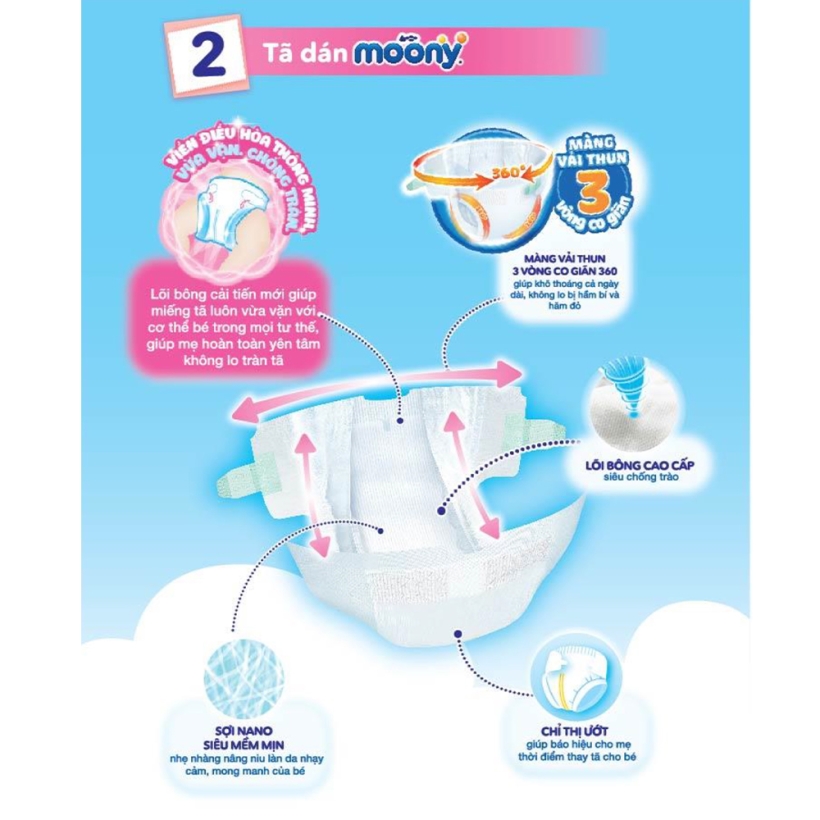 2
Tã dán moony
VIÊN ĐIỀU HÒA THÔNG MINH,
VỪA VẶN, CHỐNG TRÀN
Lõi bông cải tiến mới giúp
miếng tã luôn vừa vặn với
cơ thể bé trong mọi tư thế,
giúp mẹ hoàn toàn yên tâm
không lo tràn tã
360°
MÀNG
VẢI THUN
3
vòng co giãn
MÀNG VẢI THUN
3 VÒNG CO GIÃN 360
giúp khô thoáng cả ngày
dài, không lo bị hầm bí và
hăm đỏ
LÕI BÔNG CAO CẤP
siêu chống trào
SỢI NANO
SIÊU MỀM MỊN
nhẹ nhàng nâng niu làn da nhạy
cảm, mong manh của bé
CHỈ THỊ ƯỚT
giúp báo hiệu cho mẹ
thời điểm thay tã cho bé